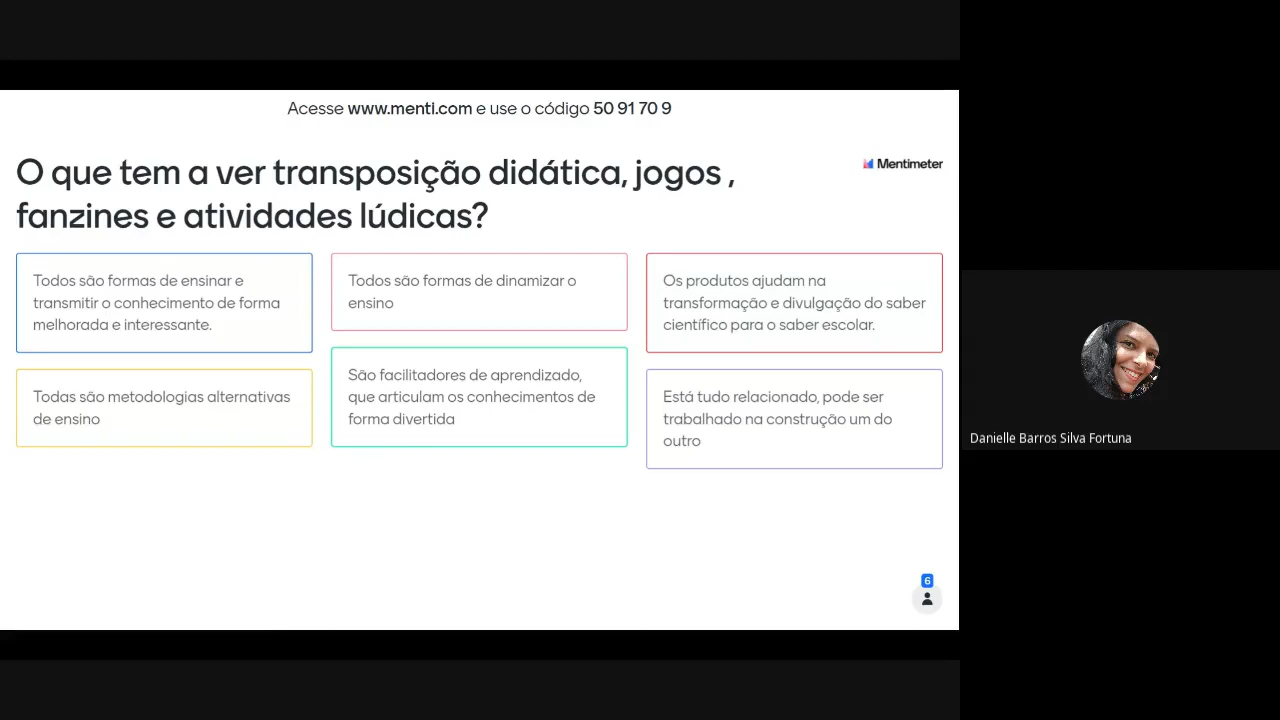 Acesse www.menti.com e use o código 50 91 70 9
Mentimeter
O que tem a ver transposição didática, jogos ,
fanzines e atividades lúdicas?
Todos são formas de ensinar e
transmitir o conhecimento de forma
melhorada e interessante.
Todos são formas de dinamizar o
ensino
Os produtos ajudam na
transformação e divulgação do saber
científico para o saber escolar.
Todas são metodologias alternativas
de ensino
São facilitadores de aprendizado,
que articulam os conhecimentos de
forma divertida
Está tudo relacionado, pode ser
trabalhado na construção um do
outro
6
Danielle Barros Silva Fortuna